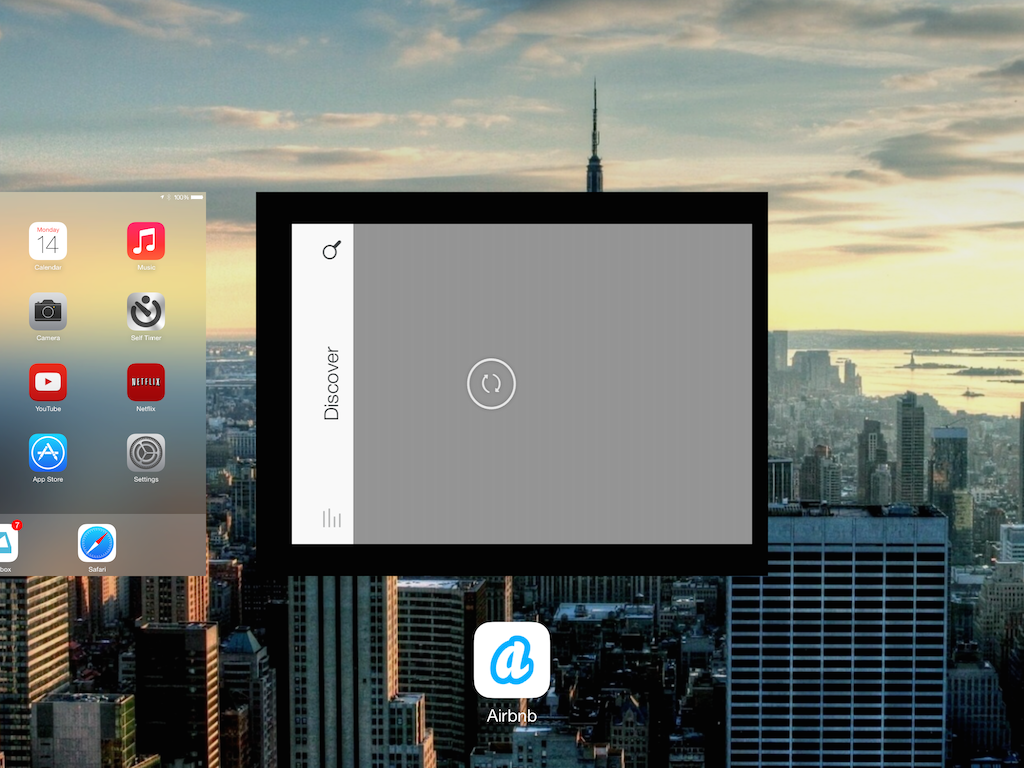 100%
Monday
14
Calendar
Music
Camera
Self Timer
YouTube
NETFLIX
Netflix
App Store
Settings
7
box
Safari
Discover
Airbnb